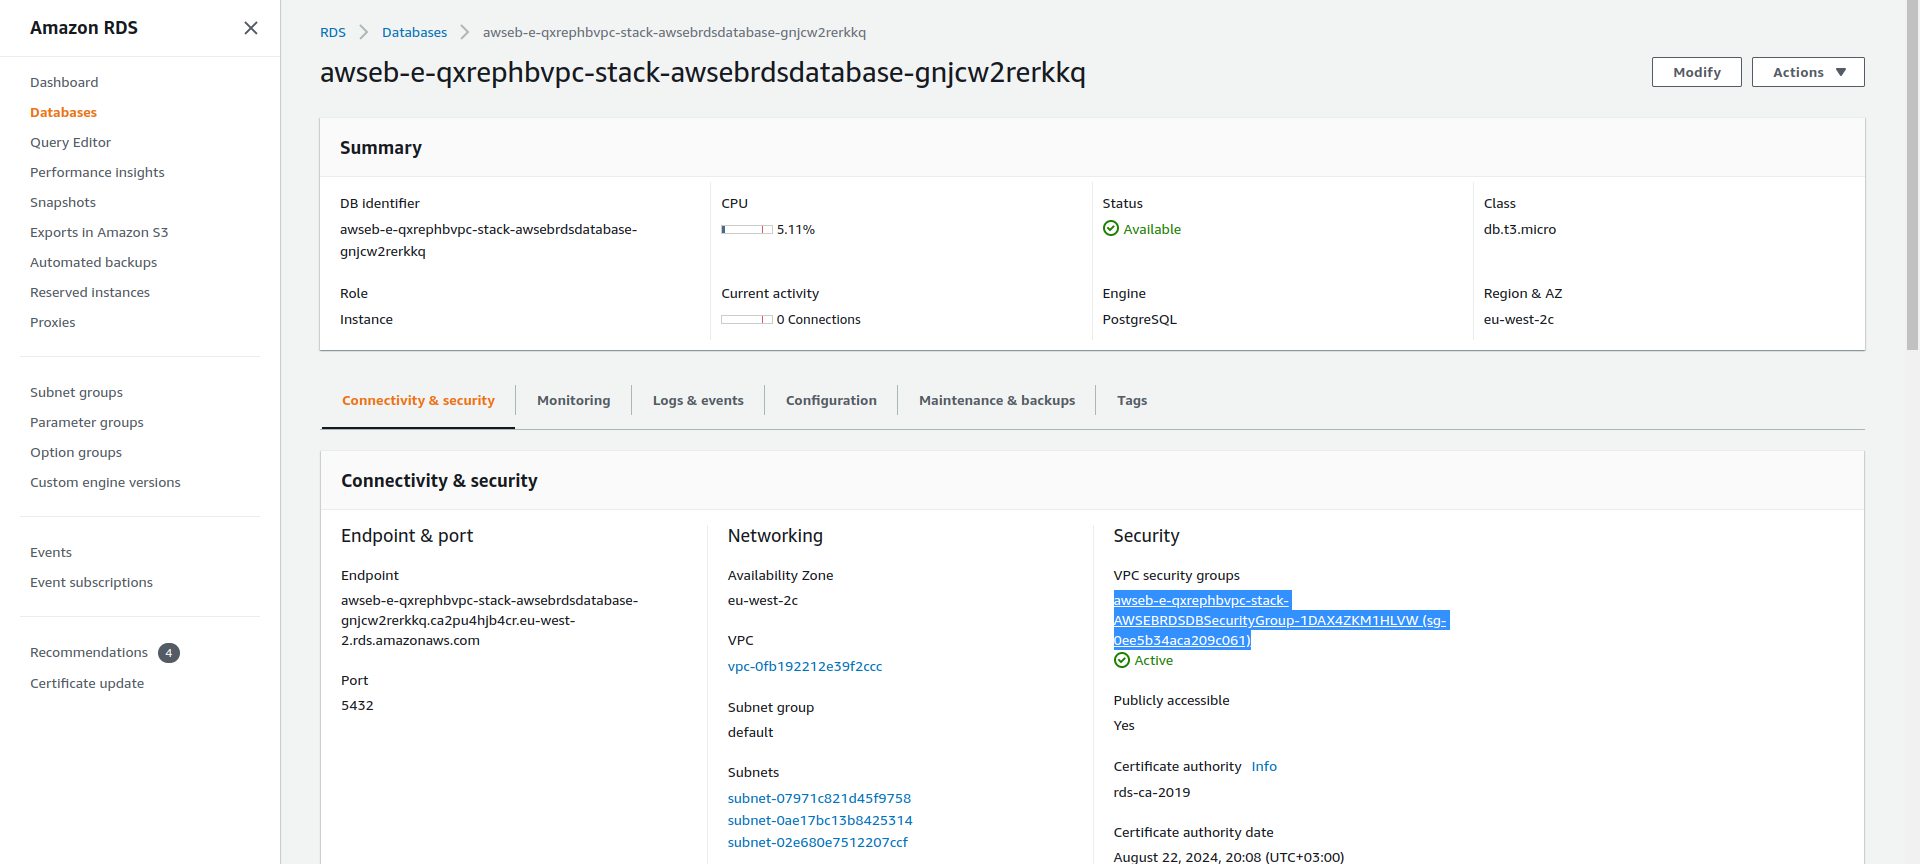 Amazon RDS
Dashboard
Databases
Query Editor
Performance insights
Snapshots
Exports in Amazon S3
Automated backups
Reserved instances
Proxies
Subnet groups
Parameter groups
Option groups
Custom engine versions
Events
Event subscriptions
Recommendations 4
Certificate update
RDS > Databases > awseb-e-qxrephbvpc-stack-awsebrdsdatabase-gnjcw2rerkkq
awseb-e-qxrephbvpc-stack-awsebrdsdatabase-gnjcw2rerkkq
Modify
Actions
Summary
DB identifier
awseb-e-qxrephbvpc-stack-awsebrdsdatabase-
gnjcw2rerkkq
CPU
5.11%
Status
Available
Class
db.t3.micro
Role
Instance
Current activity
0 Connections
Engine
PostgreSQL
Region & AZ
eu-west-2c
Connectivity & security
Monitoring
Logs & events
Configuration
Maintenance & backups
Tags
Connectivity & security
Endpoint & port
Endpoint
awseb-e-qxrephbvpc-stack-awsebrdsdatabase-
gnjcw2rerkkq.ca2pu4hjb4cr.eu-west-
2.rds.amazonaws.com
Port
5432
Networking
Availability Zone
eu-west-2c
VPC
vpc-0fb192212e39f2ccc
Subnet group
default
Subnets
subnet-07971c821d45f9758
subnet-0ae17bc13b8425314
subnet-02e680e7512207ccf
Security
VPC security groups
awseb-e-qxrephbvpc-stack-
AWSEBRDSDBSecurityGroup-1DAX4ZKM1HLVW (sg-
0ee5b34aca209c061)
Active
Publicly accessible
Yes
Certificate authority Info
rds-ca-2019
Certificate authority date
August 22, 2024, 20:08 (UTC+03:00)